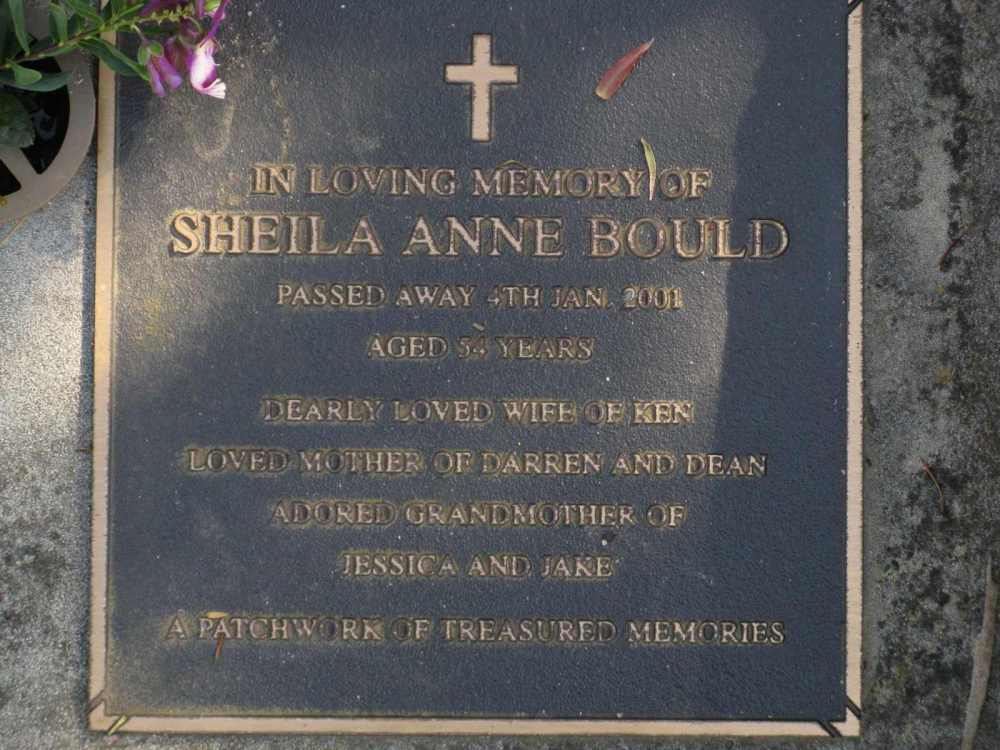 IN LOVING MEMORY OF
SHEILA ANNE BOULD
PASSED AWAY 4TH JAN. 2001
AGED 54 YEARS
DEARLY LOVED WIFE OF KEN
LOVED MOTHER OF DARREN AND DEAN
ADORED GRANDMOTHER OF
JESSICA AND JAKE
A PATCHWORK OF TREASURED MEMORIES